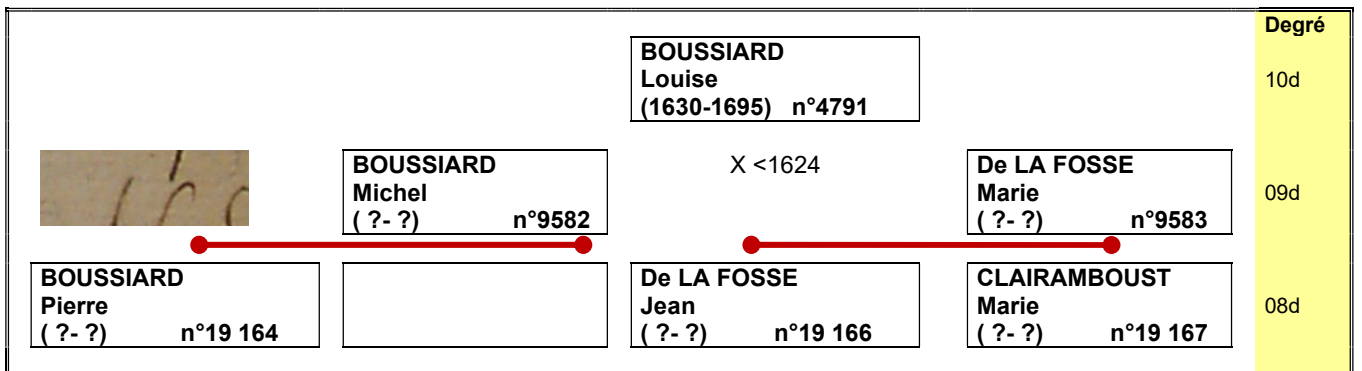 Degré
BOUSSIARD
Louise
(1630-1695) n°4791
10d
BOUSSIARD
Michel
( ?- ?) n°9582
X <1624
De LA FOSSE
Marie
( ?- ?) n°9583
09d
BOUSSIARD
Pierre
( ?- ?) n°19 164
De LA FOSSE
Jean
( ?- ?) n°19 166
CLAIRAMBOUST
Marie
( ?- ?) n°19 167
08d